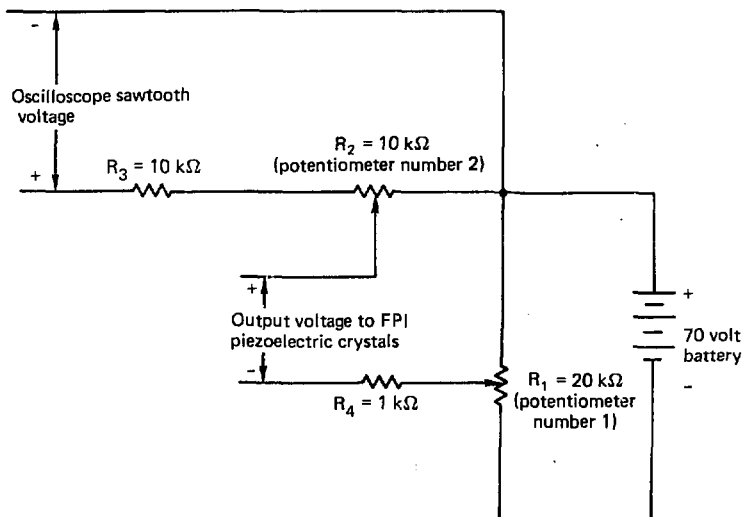 -
Oscilloscope sawtooth
voltage
+
R3 = 10 kΩ
R2 = 10 kΩ
(potentiometer number 2)
+
Output voltage to FPI
piezoelectric crystals
-
R4 = 1 kΩ
R1 = 20 kΩ
(potentiometer
number 1)
+
70 volt
battery
-